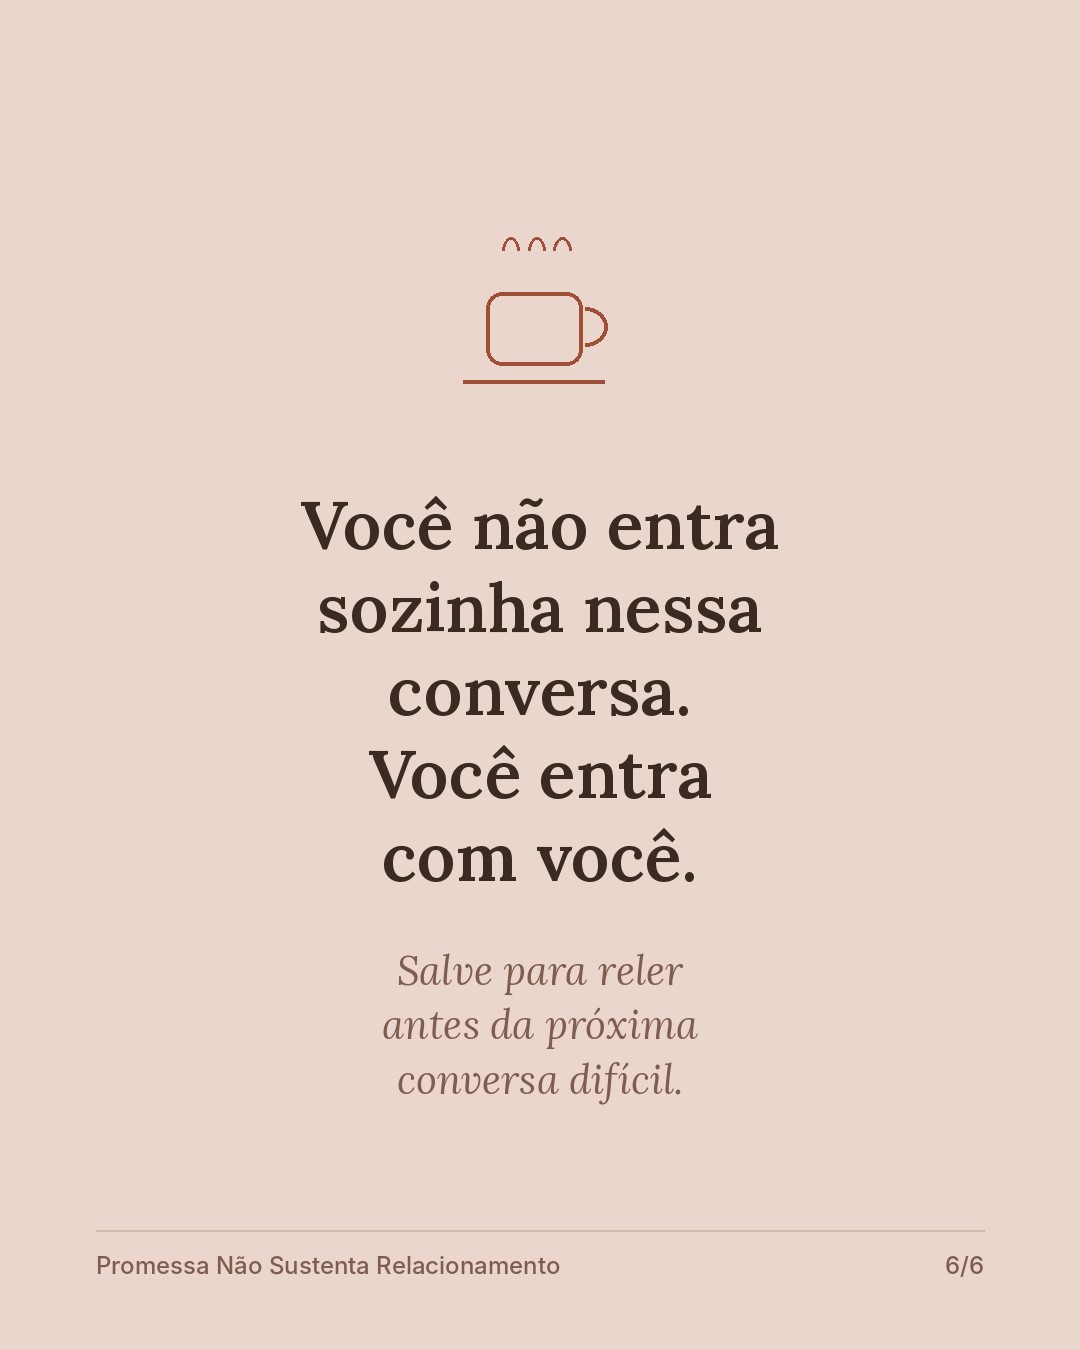 Você não entra
sozinha nessa
conversa.
Você entra
com você.
Salve para reler
antes da próxima
conversa difícil.
Promessa Não Sustenta Relacionamento
6/6